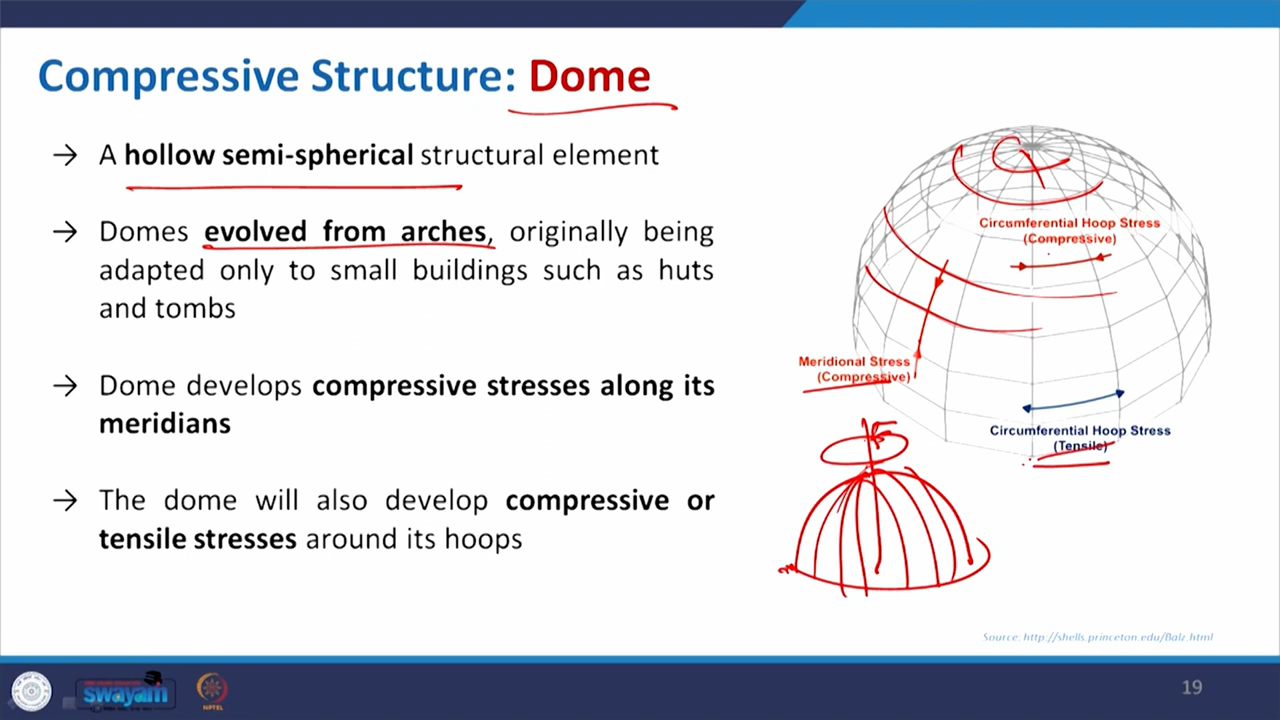 Compressive Structure: Dome
→ A hollow semi-spherical structural element
→ Domes evolved from arches, originally being
adapted only to small buildings such as huts
and tombs
→ Dome develops compressive stresses along its
meridians
→ The dome will also develop compressive or
tensile stresses around its hoops
Circumferential Hoop Stress
(Compressive)
Meridional Stress
(Compressive)
Circumferential Hoop Stress
(Tensile)
Source: http://shells.princeton.edu/Balz.html
swayam
NPTEL
19